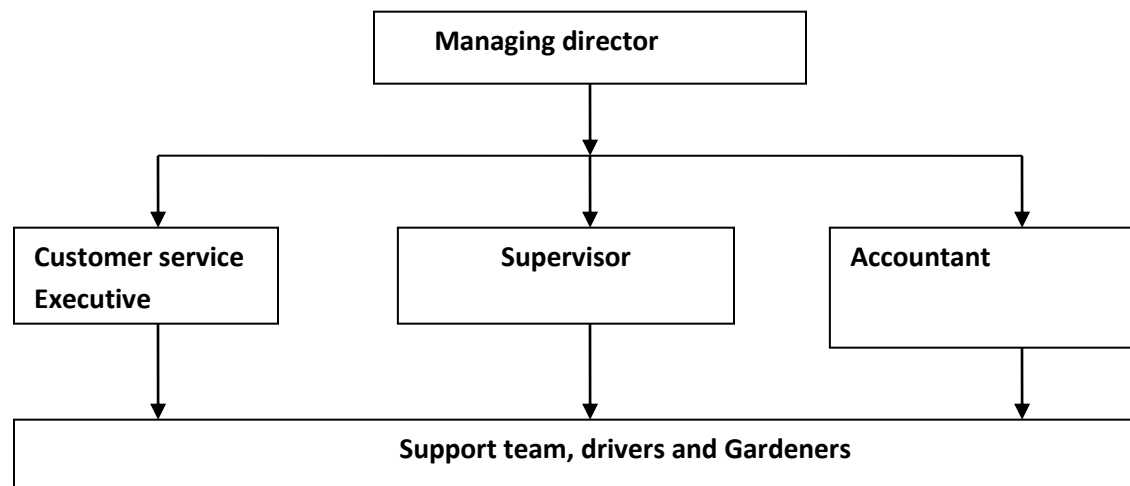 Managing director
Customer service
Executive
Supervisor
Accountant
Support team, drivers and Gardeners